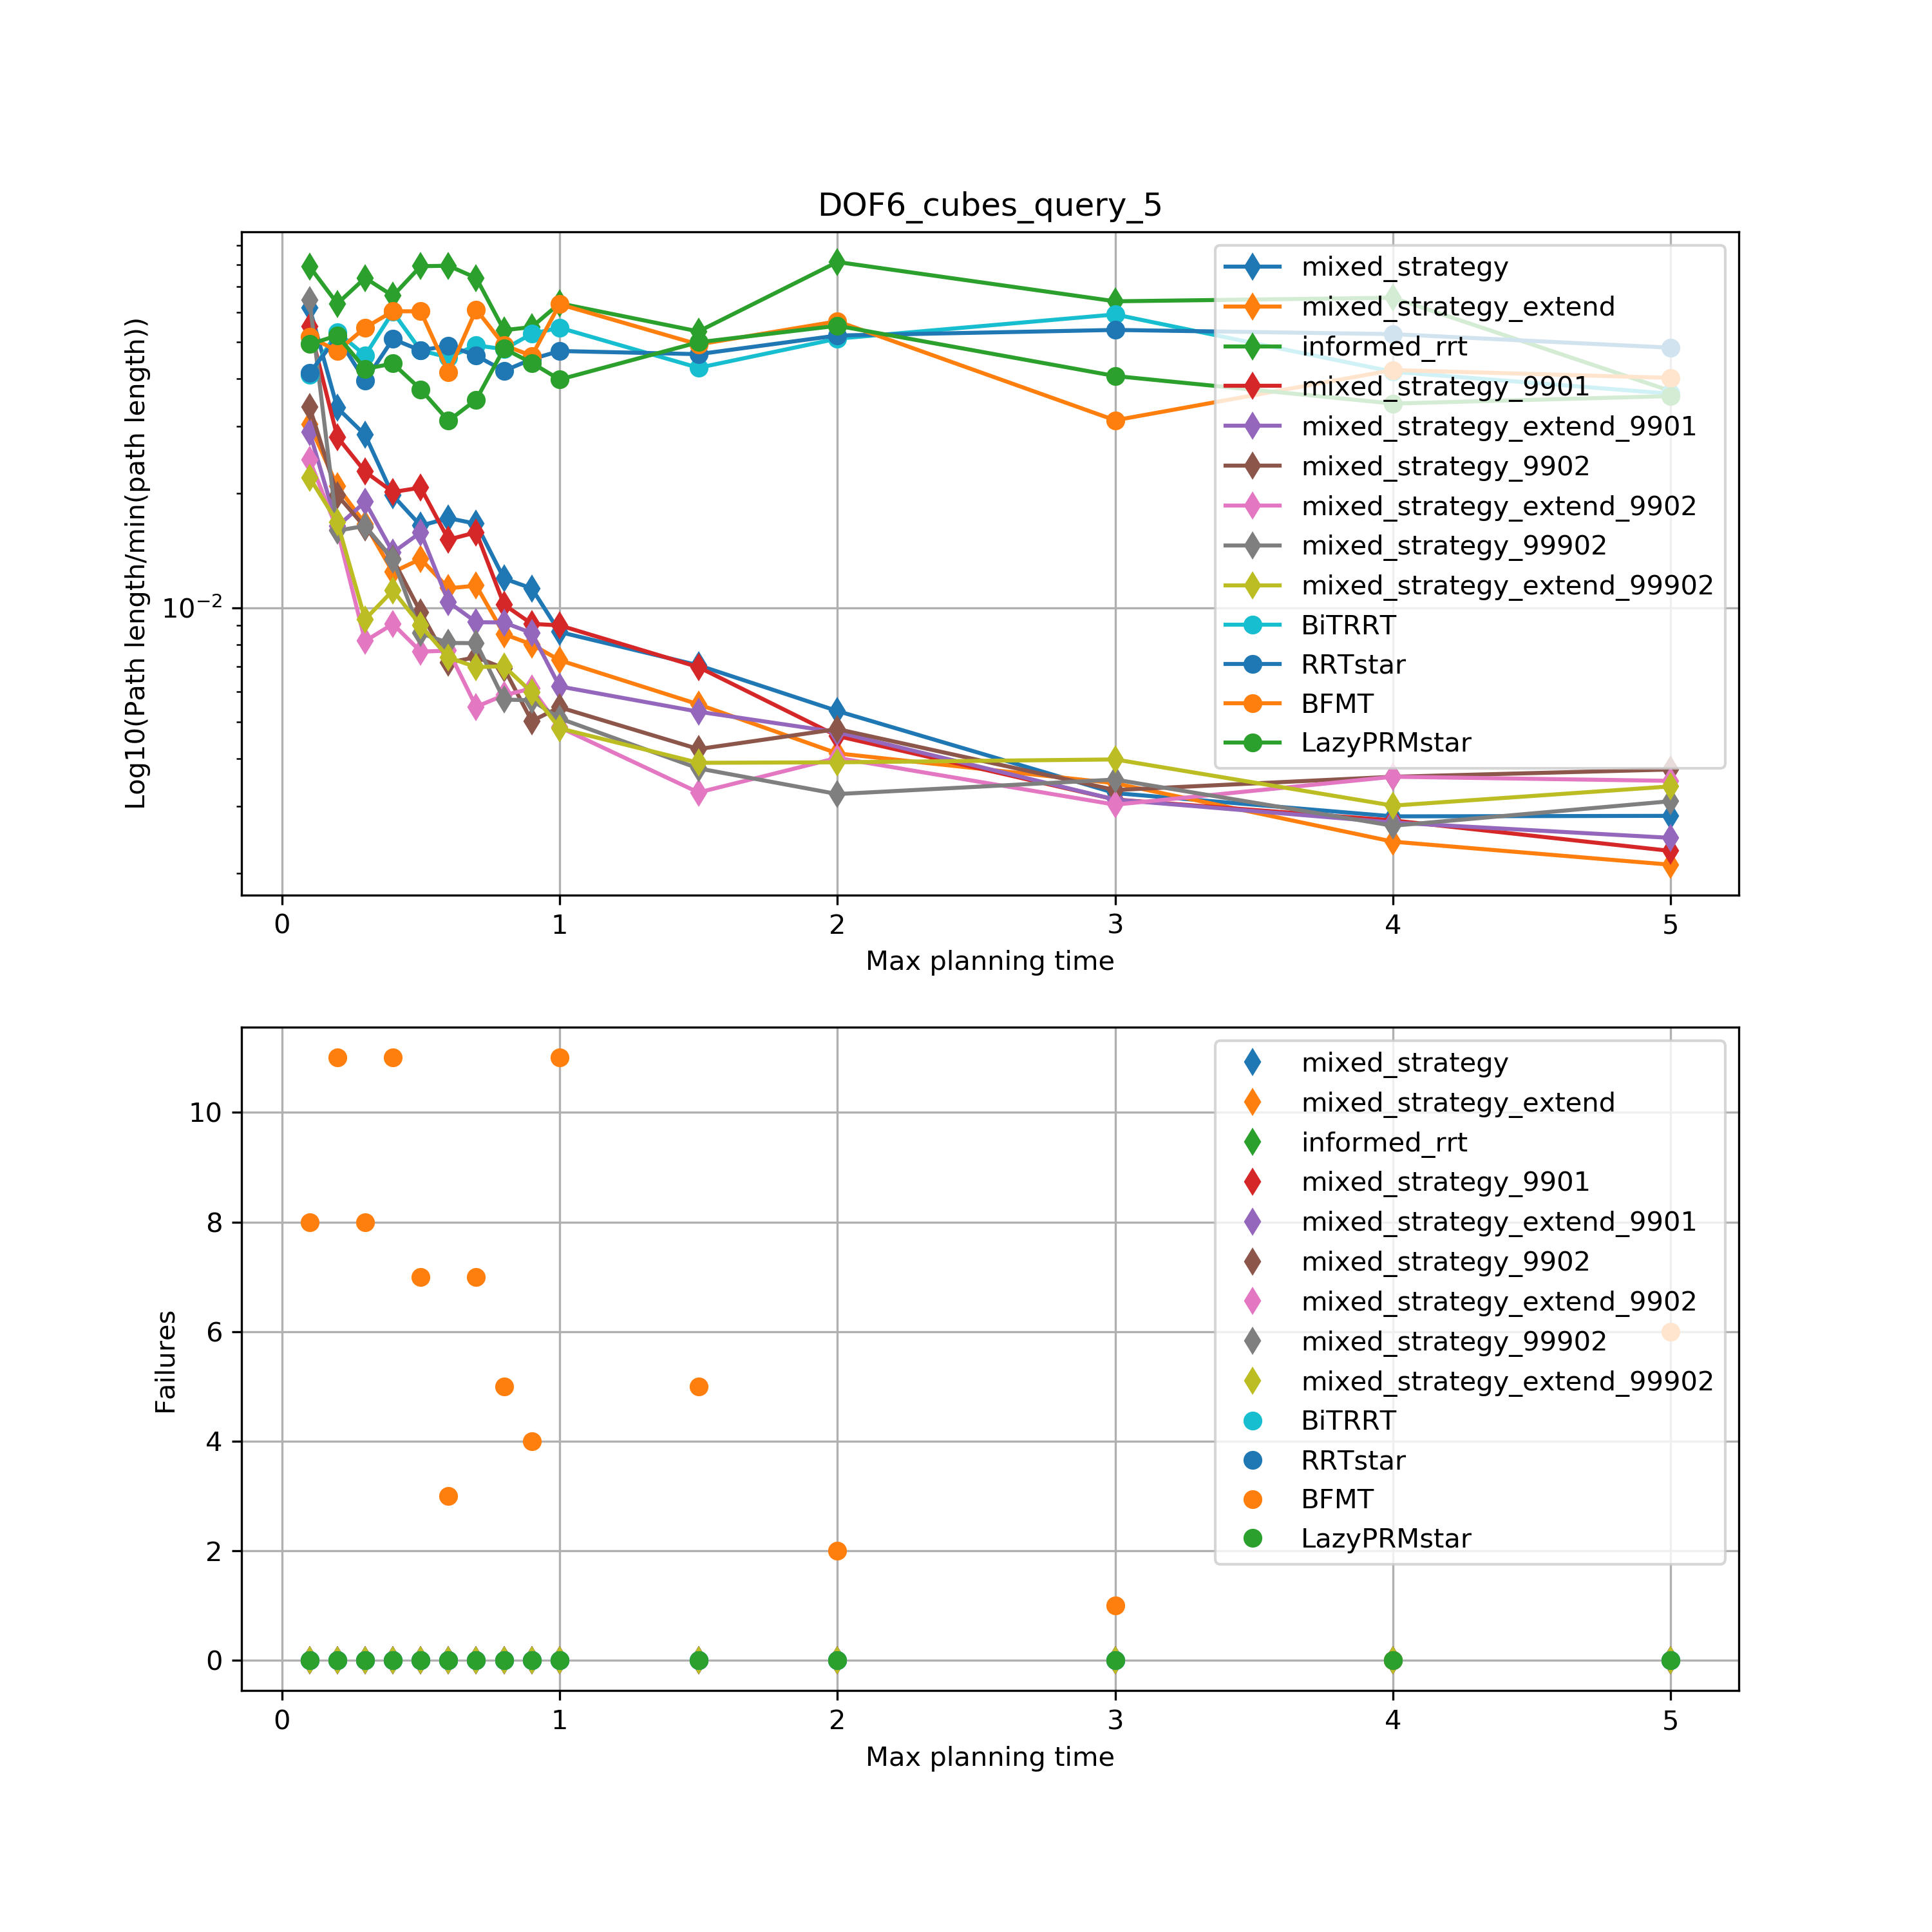 DOF6_cubes_query_5
Log10(Path length/min(path length))
10⁻²
mixed_strategy
mixed_strategy_extend
informed_rrt
mixed_strategy_9901
mixed_strategy_extend_9901
mixed_strategy_9902
mixed_strategy_extend_9902
mixed_strategy_99902
mixed_strategy_extend_99902
BiTRRT
RRTstar
BFMT
LazyPRMstar
0 1 2 3 4 5
Max planning time
Failures
10
8
6
4
2
0
mixed_strategy
mixed_strategy_extend
informed_rrt
mixed_strategy_9901
mixed_strategy_extend_9901
mixed_strategy_9902
mixed_strategy_extend_9902
mixed_strategy_99902
mixed_strategy_extend_99902
BiTRRT
RRTstar
BFMT
LazyPRMstar
0 1 2 3 4 5
Max planning time